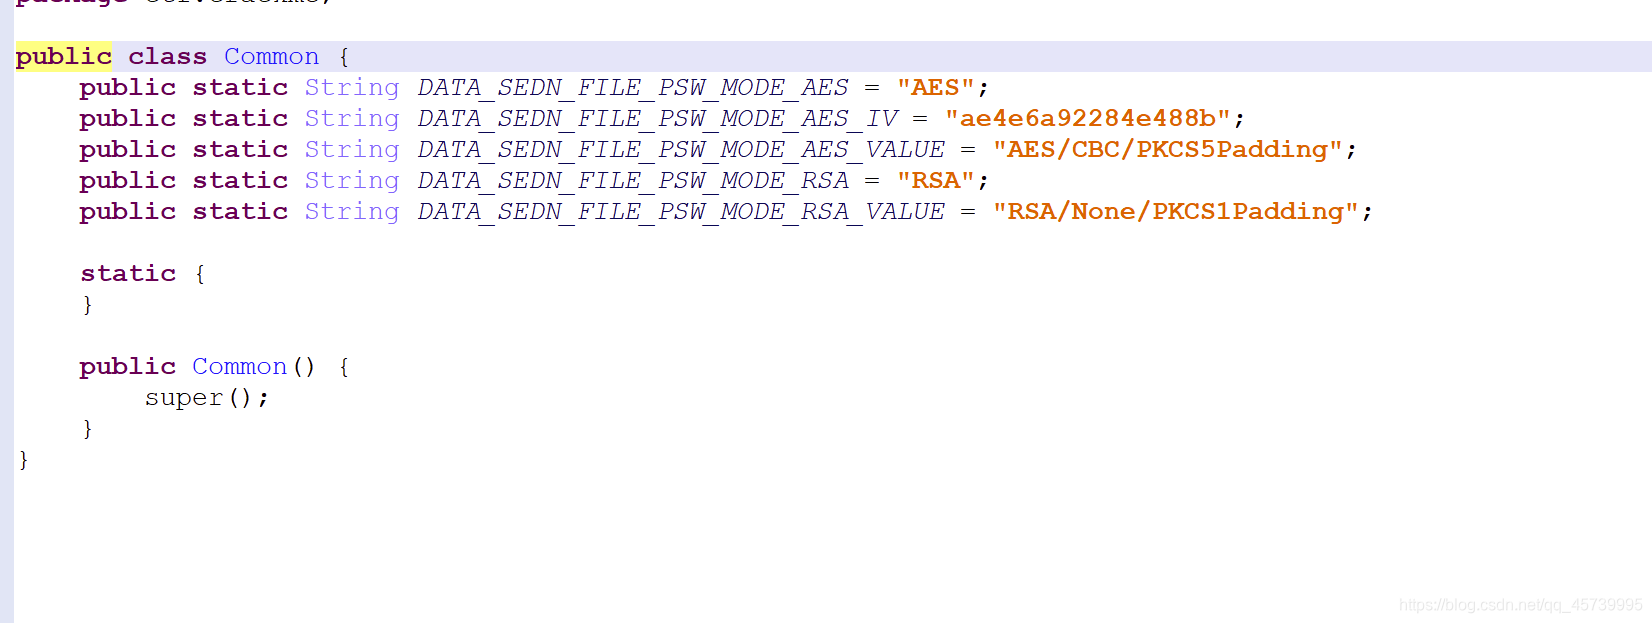 package
public class Common {
public static String DATA_SEDN_FILE_PSW_MODE_AES = "AES";
public static String DATA_SEDN_FILE_PSW_MODE_AES_IV = "ae4e6a92284e488b";
public static String DATA_SEDN_FILE_PSW_MODE_AES_VALUE = "AES/CBC/PKCS5Padding";
public static String DATA_SEDN_FILE_PSW_MODE_RSA = "RSA";
public static String DATA_SEDN_FILE_PSW_MODE_RSA_VALUE = "RSA/None/PKCS1Padding";
static {
}
public Common() {
super();
}
}
https://blog.csdn.net/qq_45739995